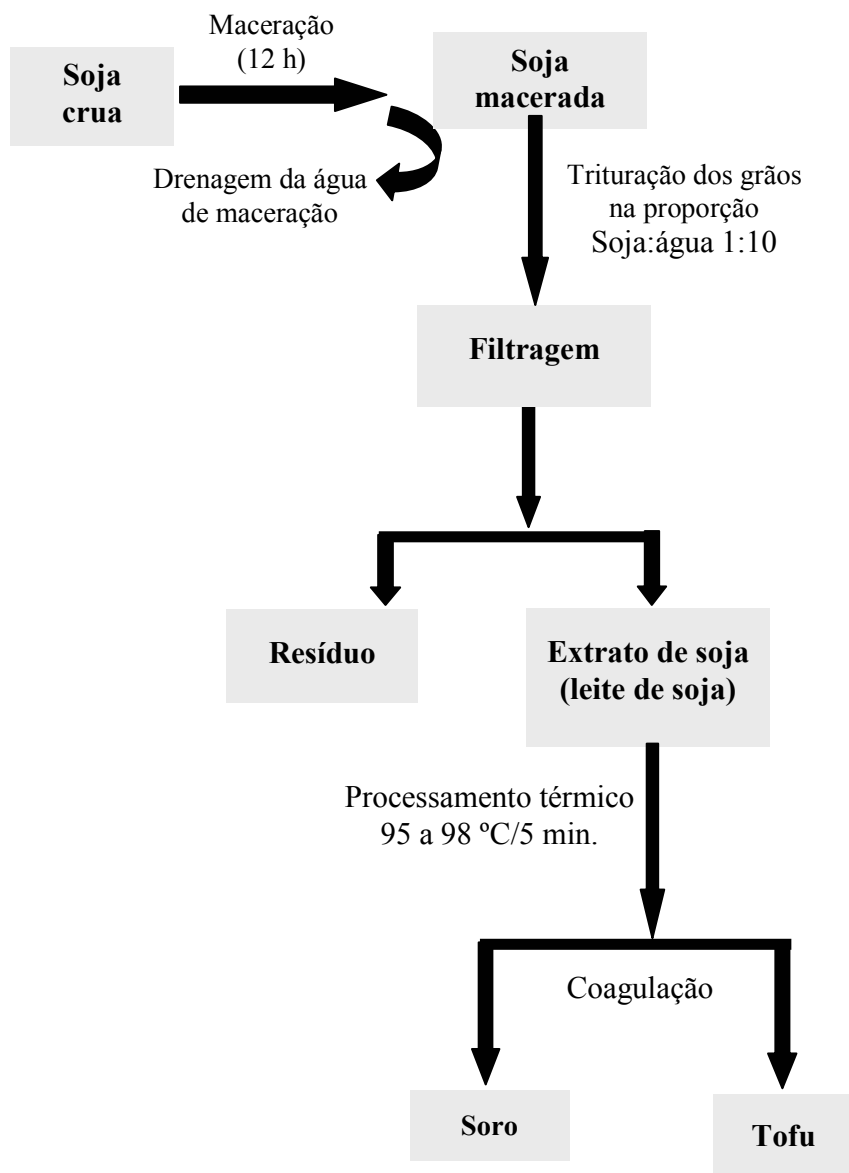 Maceração
(12 h)
Soja
crua
Soja
macerada
Drenagem da água
de maceração
Trituração dos grãos
na proporção
Soja:água 1:10
Filtragem
Resíduo
Extrato de soja
(leite de soja)
Processamento térmico
95 a 98 ºC/5 min.
Coagulação
Soro
Tofu